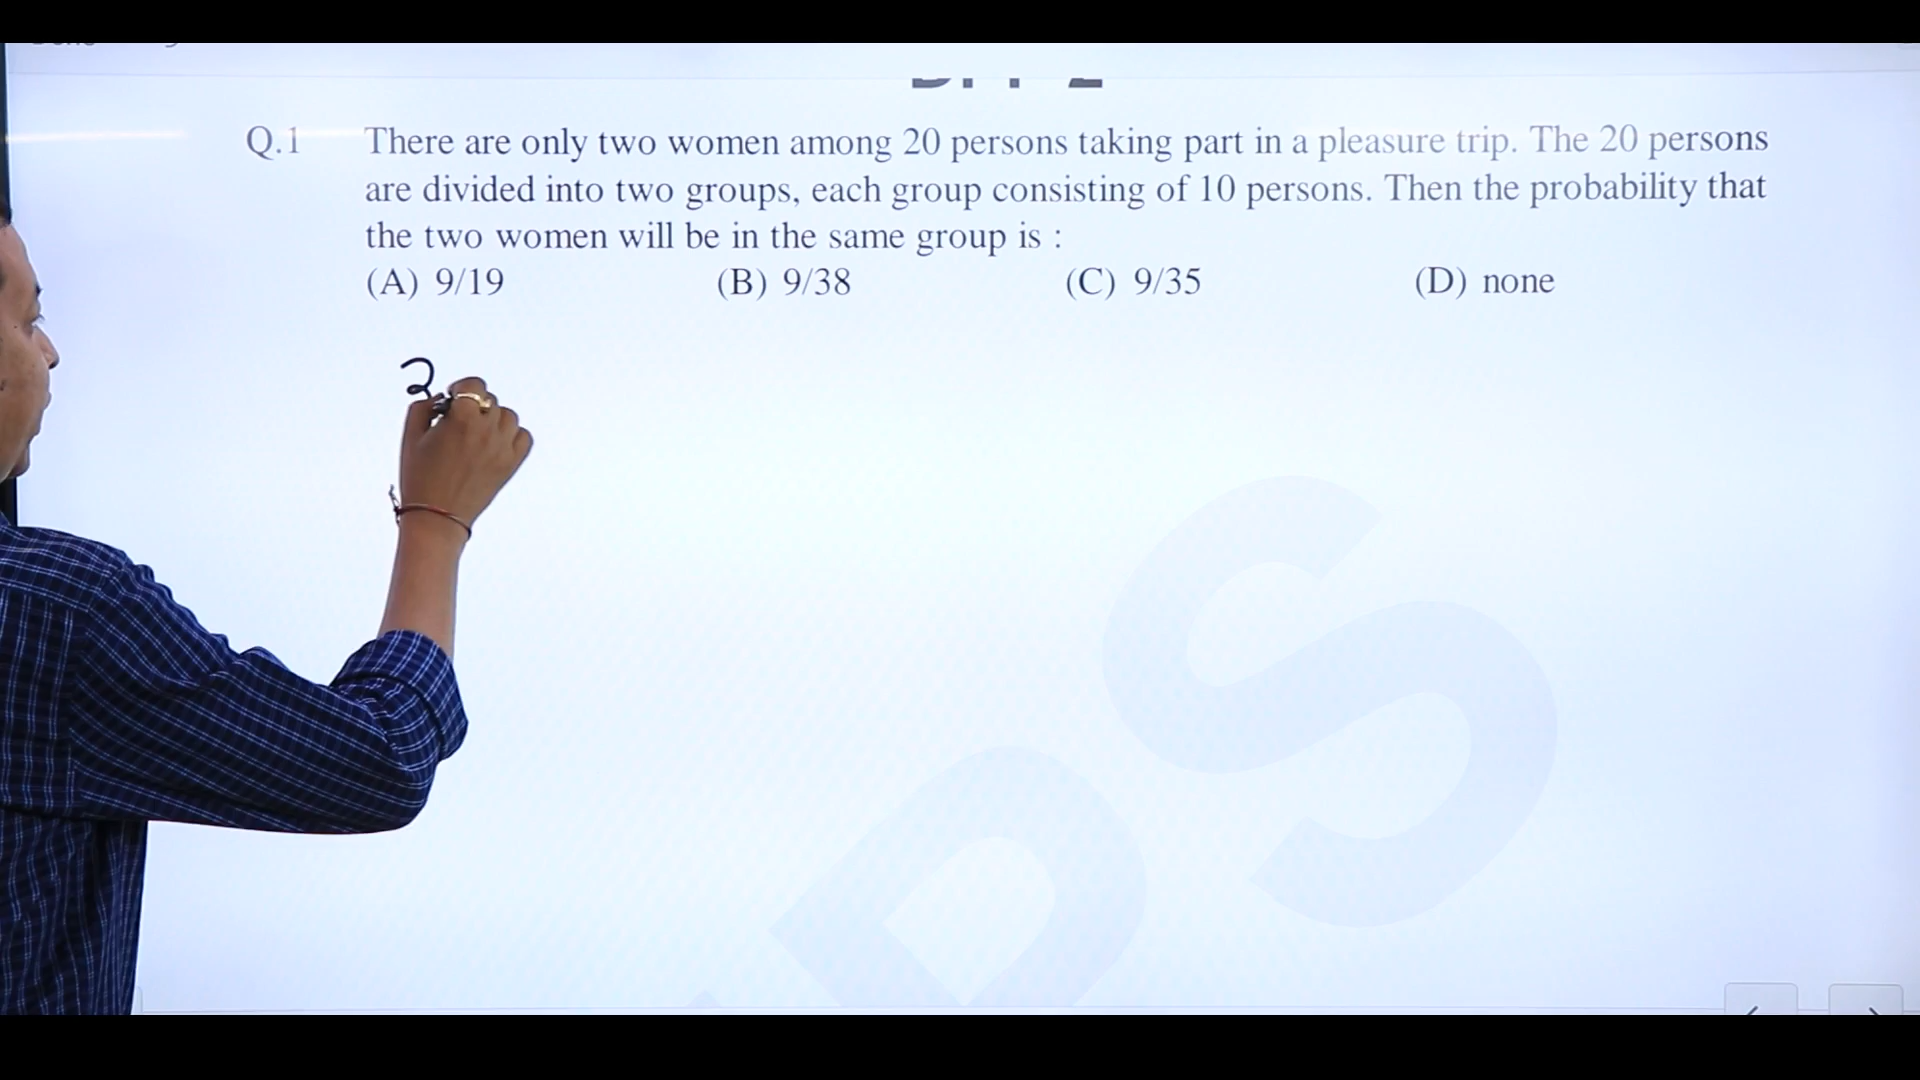 Q.1 There are only two women among 20 persons taking part in a pleasure trip. The 20 persons
are divided into two groups, each group consisting of 10 persons. Then the probability that
the two women will be in the same group is :
(A) 9/19 (B) 9/38 (C) 9/35 (D) none
2
PS